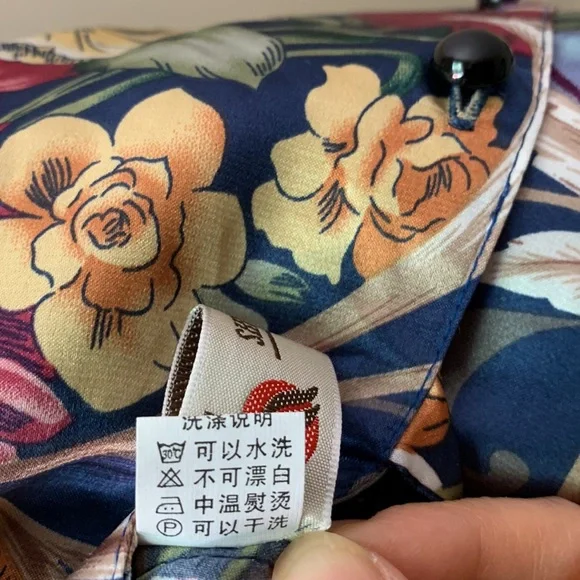 洗涤说明
30℃ 可以水洗
不可漂白
中温熨烫
P 可以干洗